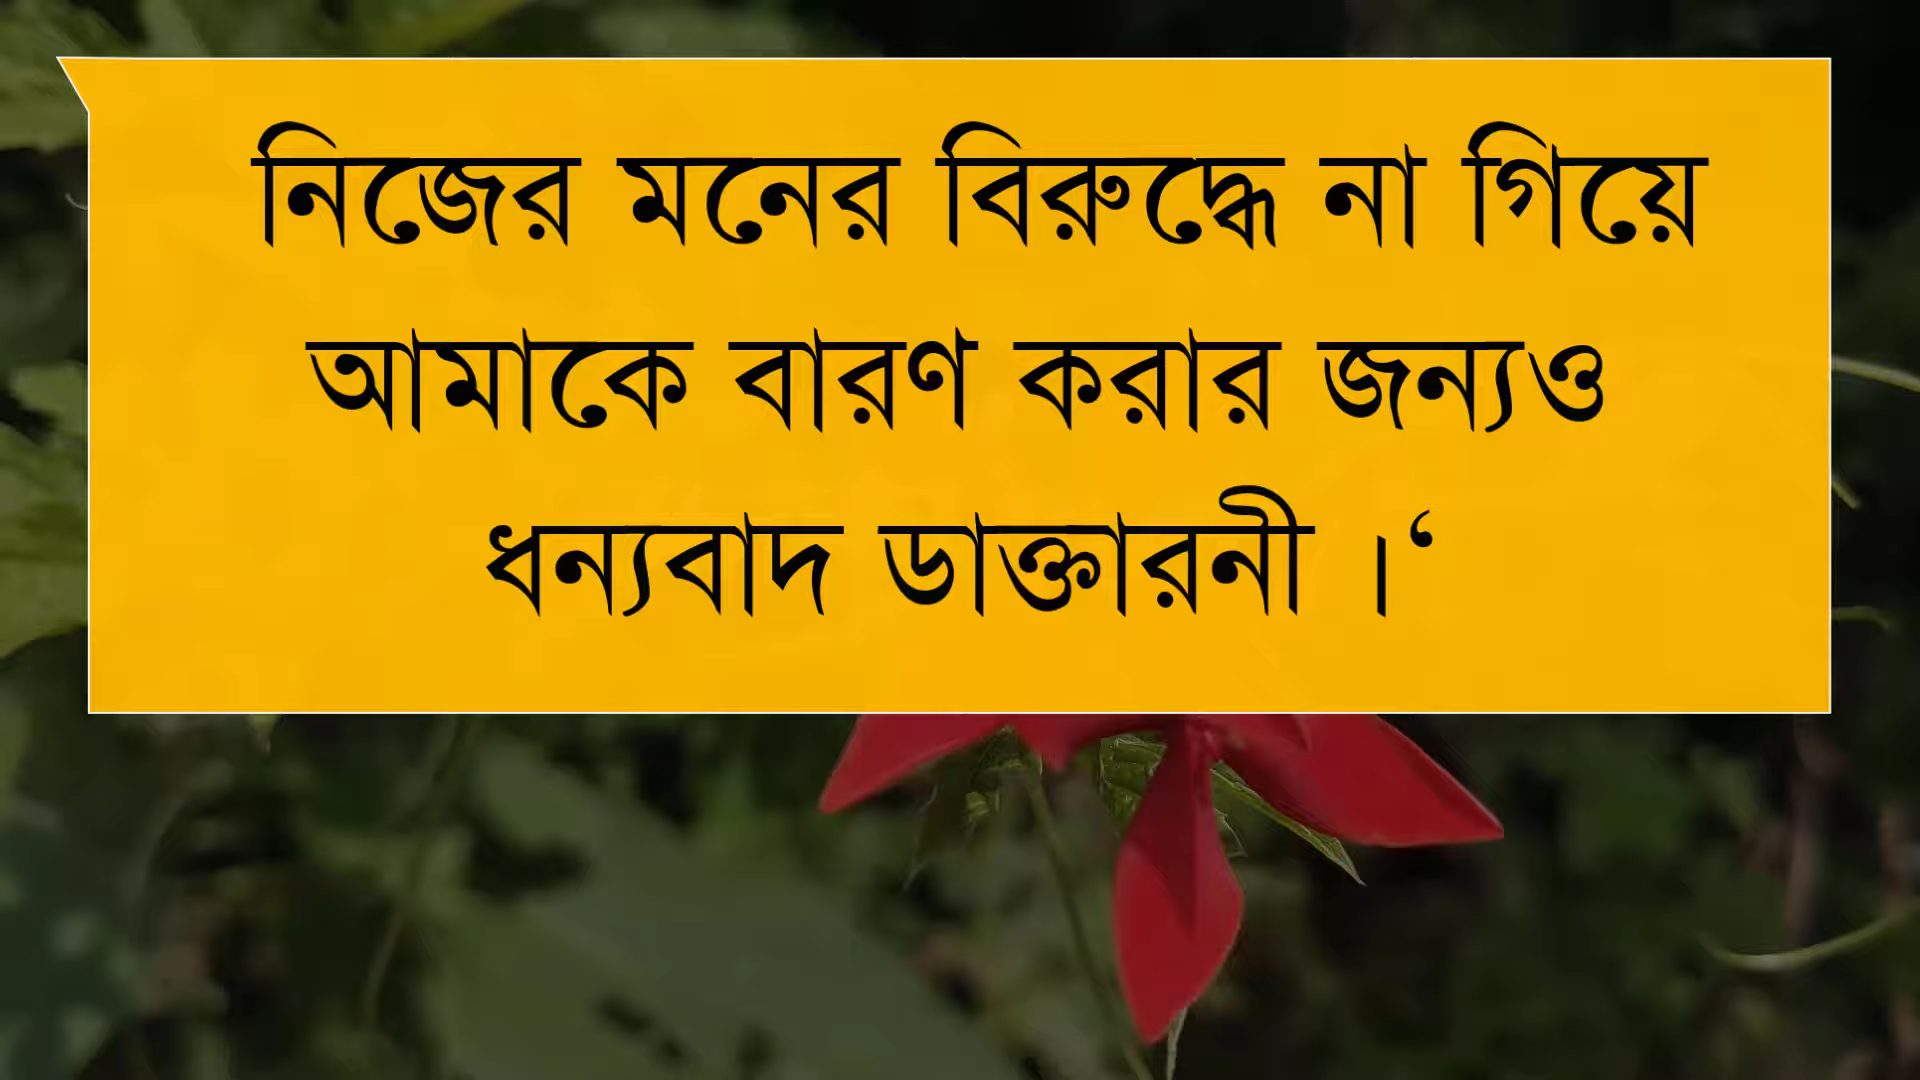 নিজের মনের বিরুদ্ধে না গিয়ে
আমাকে বারণ করার জন্যও
ধন্যবাদ ডাক্তারনী ।‘